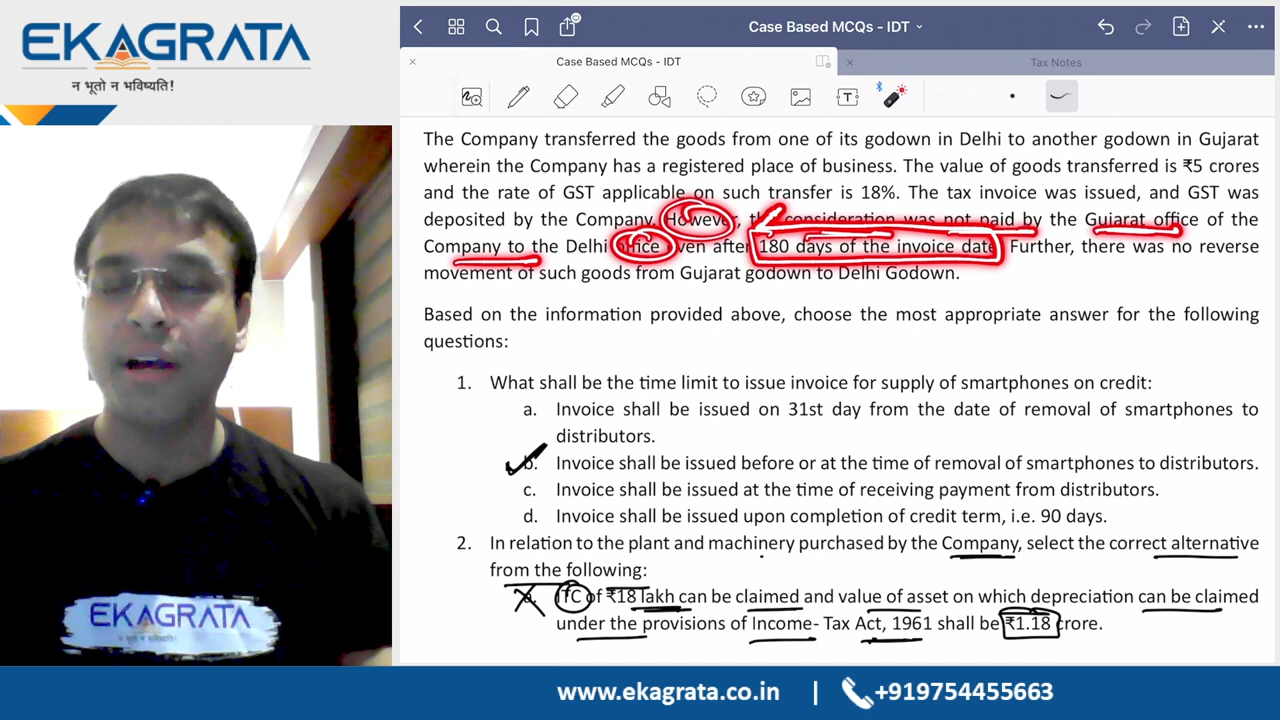 EKAGRATA
न भूतो न भविष्यति!
Case Based MCQs - IDT
Case Based MCQs - IDT
Tax Notes
The Company transferred the goods from one of its godown in Delhi to another godown in Gujarat
wherein the Company has a registered place of business. The value of goods transferred is ₹5 crores
and the rate of GST applicable on such transfer is 18%. The tax invoice was issued, and GST was
deposited by the Company. However, the consideration was not paid by the Gujarat office of the
Company to the Delhi office even after 180 days of the invoice date. Further, there was no reverse
movement of such goods from Gujarat godown to Delhi Godown.
Based on the information provided above, choose the most appropriate answer for the following
questions:
1. What shall be the time limit to issue invoice for supply of smartphones on credit:
a. Invoice shall be issued on 31st day from the date of removal of smartphones to
distributors.
b. Invoice shall be issued before or at the time of removal of smartphones to distributors.
c. Invoice shall be issued at the time of receiving payment from distributors.
d. Invoice shall be issued upon completion of credit term, i.e. 90 days.
2. In relation to the plant and machinery purchased by the Company, select the correct alternative
from the following:
a. ITC of ₹18 lakh can be claimed and value of asset on which depreciation can be claimed
under the provisions of Income- Tax Act, 1961 shall be ₹1.18 crore.
EKAGRATA
न भूतो न भविष्यति!
www.ekagrata.co.in | +919754455663